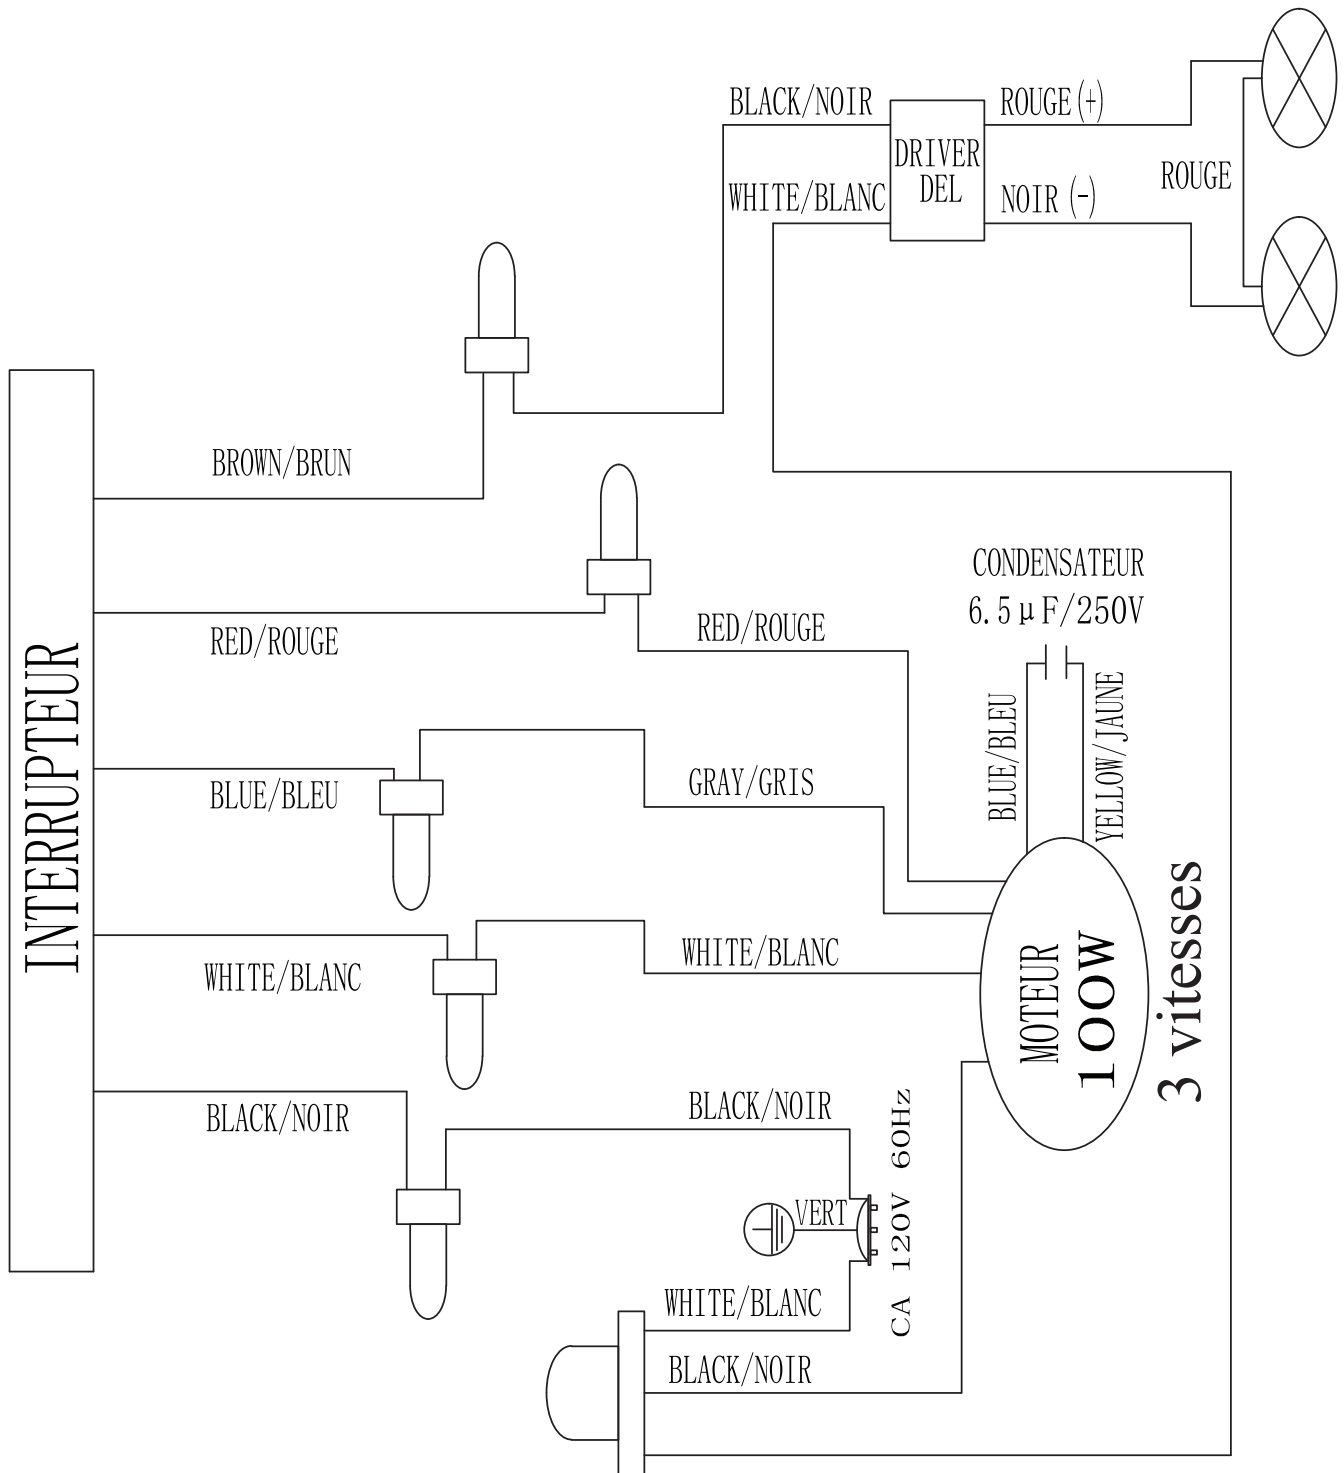 BLACK/NOIR
ROUGE(+)
DRIVER
DEL
WHITE/BLANC
NOIR (-)
ROUGE
BROWN/BRUN
RED/ROUGE
RED/ROUGE
CONDENSATEUR
6.5μF/250V
BLUE/BLEU
YELLOW/JAUNE
INTERRUPTEUR
BLUE/BLEU
GRAY/GRIS
WHITE/BLANC
WHITE/BLANC
MOTEUR
100W
3 vitesses
BLACK/NOIR
BLACK/NOIR
VERT
CA 120V 60Hz
WHITE/BLANC
BLACK/NOIR